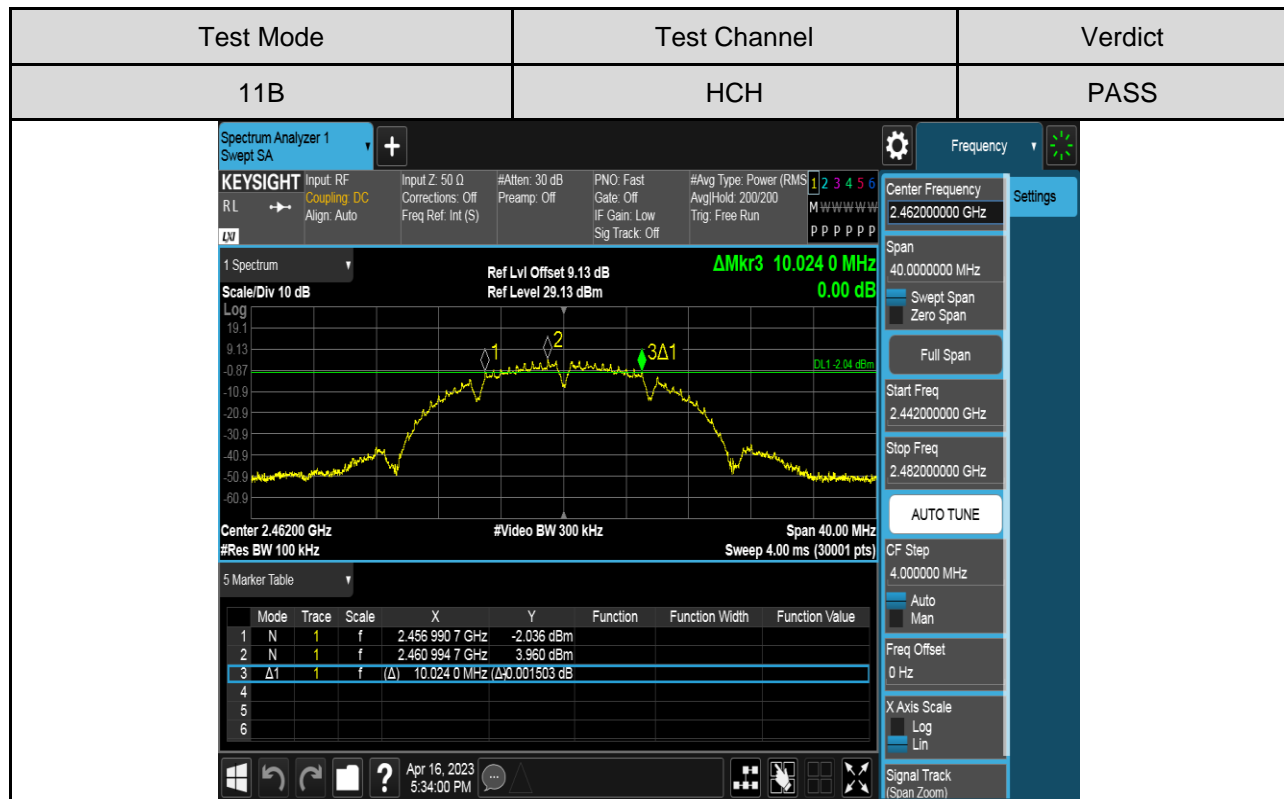 Test Mode Test Channel Verdict
11B HCH PASS
Spectrum Analyzer 1
Swept SA
+
Frequency
KEYSIGHT
RL
LXI
Input: RF
Coupling: DC
Align: Auto
Input Z: 50 Ω
Corrections: Off
Freq Ref: Int (S)
#Atten: 30 dB
Preamp: Off
PNO: Fast
Gate: Off
IF Gain: Low
Sig Track: Off
#Avg Type: Power (RMS
Avg|Hold: 200/200
Trig: Free Run
1 2 3 4 5 6
M W W W W W
P P P P P P
1 Spectrum
Scale/Div 10 dB
Ref Lvl Offset 9.13 dB
Ref Level 29.13 dBm
ΔMkr3 10.024 0 MHz
0.00 dB
Log
19.1
9.13
-0.87
-10.9
-20.9
-30.9
-40.9
-50.9
-60.9
1
2
3Δ1
DL1 -2.04 dBm
Center 2.46200 GHz #Video BW 300 kHz Span 40.00 MHz
#Res BW 100 kHz Sweep 4.00 ms (30001 pts)
5 Marker Table
Mode Trace Scale X Y Function Function Width Function Value
1 N 1 f 2.456 990 7 GHz -2.036 dBm
2 N 1 f 2.460 994 7 GHz 3.960 dBm
3 Δ1 1 f (Δ) 10.024 0 MHz (Δ) -0.001503 dB
4
5
6
?
Apr 16, 2023
5:34:00 PM
Settings
Center Frequency
2.462000000 GHz
Span
40.0000000 MHz
Swept Span
Zero Span
Full Span
Start Freq
2.442000000 GHz
Stop Freq
2.482000000 GHz
AUTO TUNE
CF Step
4.000000 MHz
Auto
Man
Freq Offset
0 Hz
X Axis Scale
Log
Lin
Signal Track
(Span Zoom)